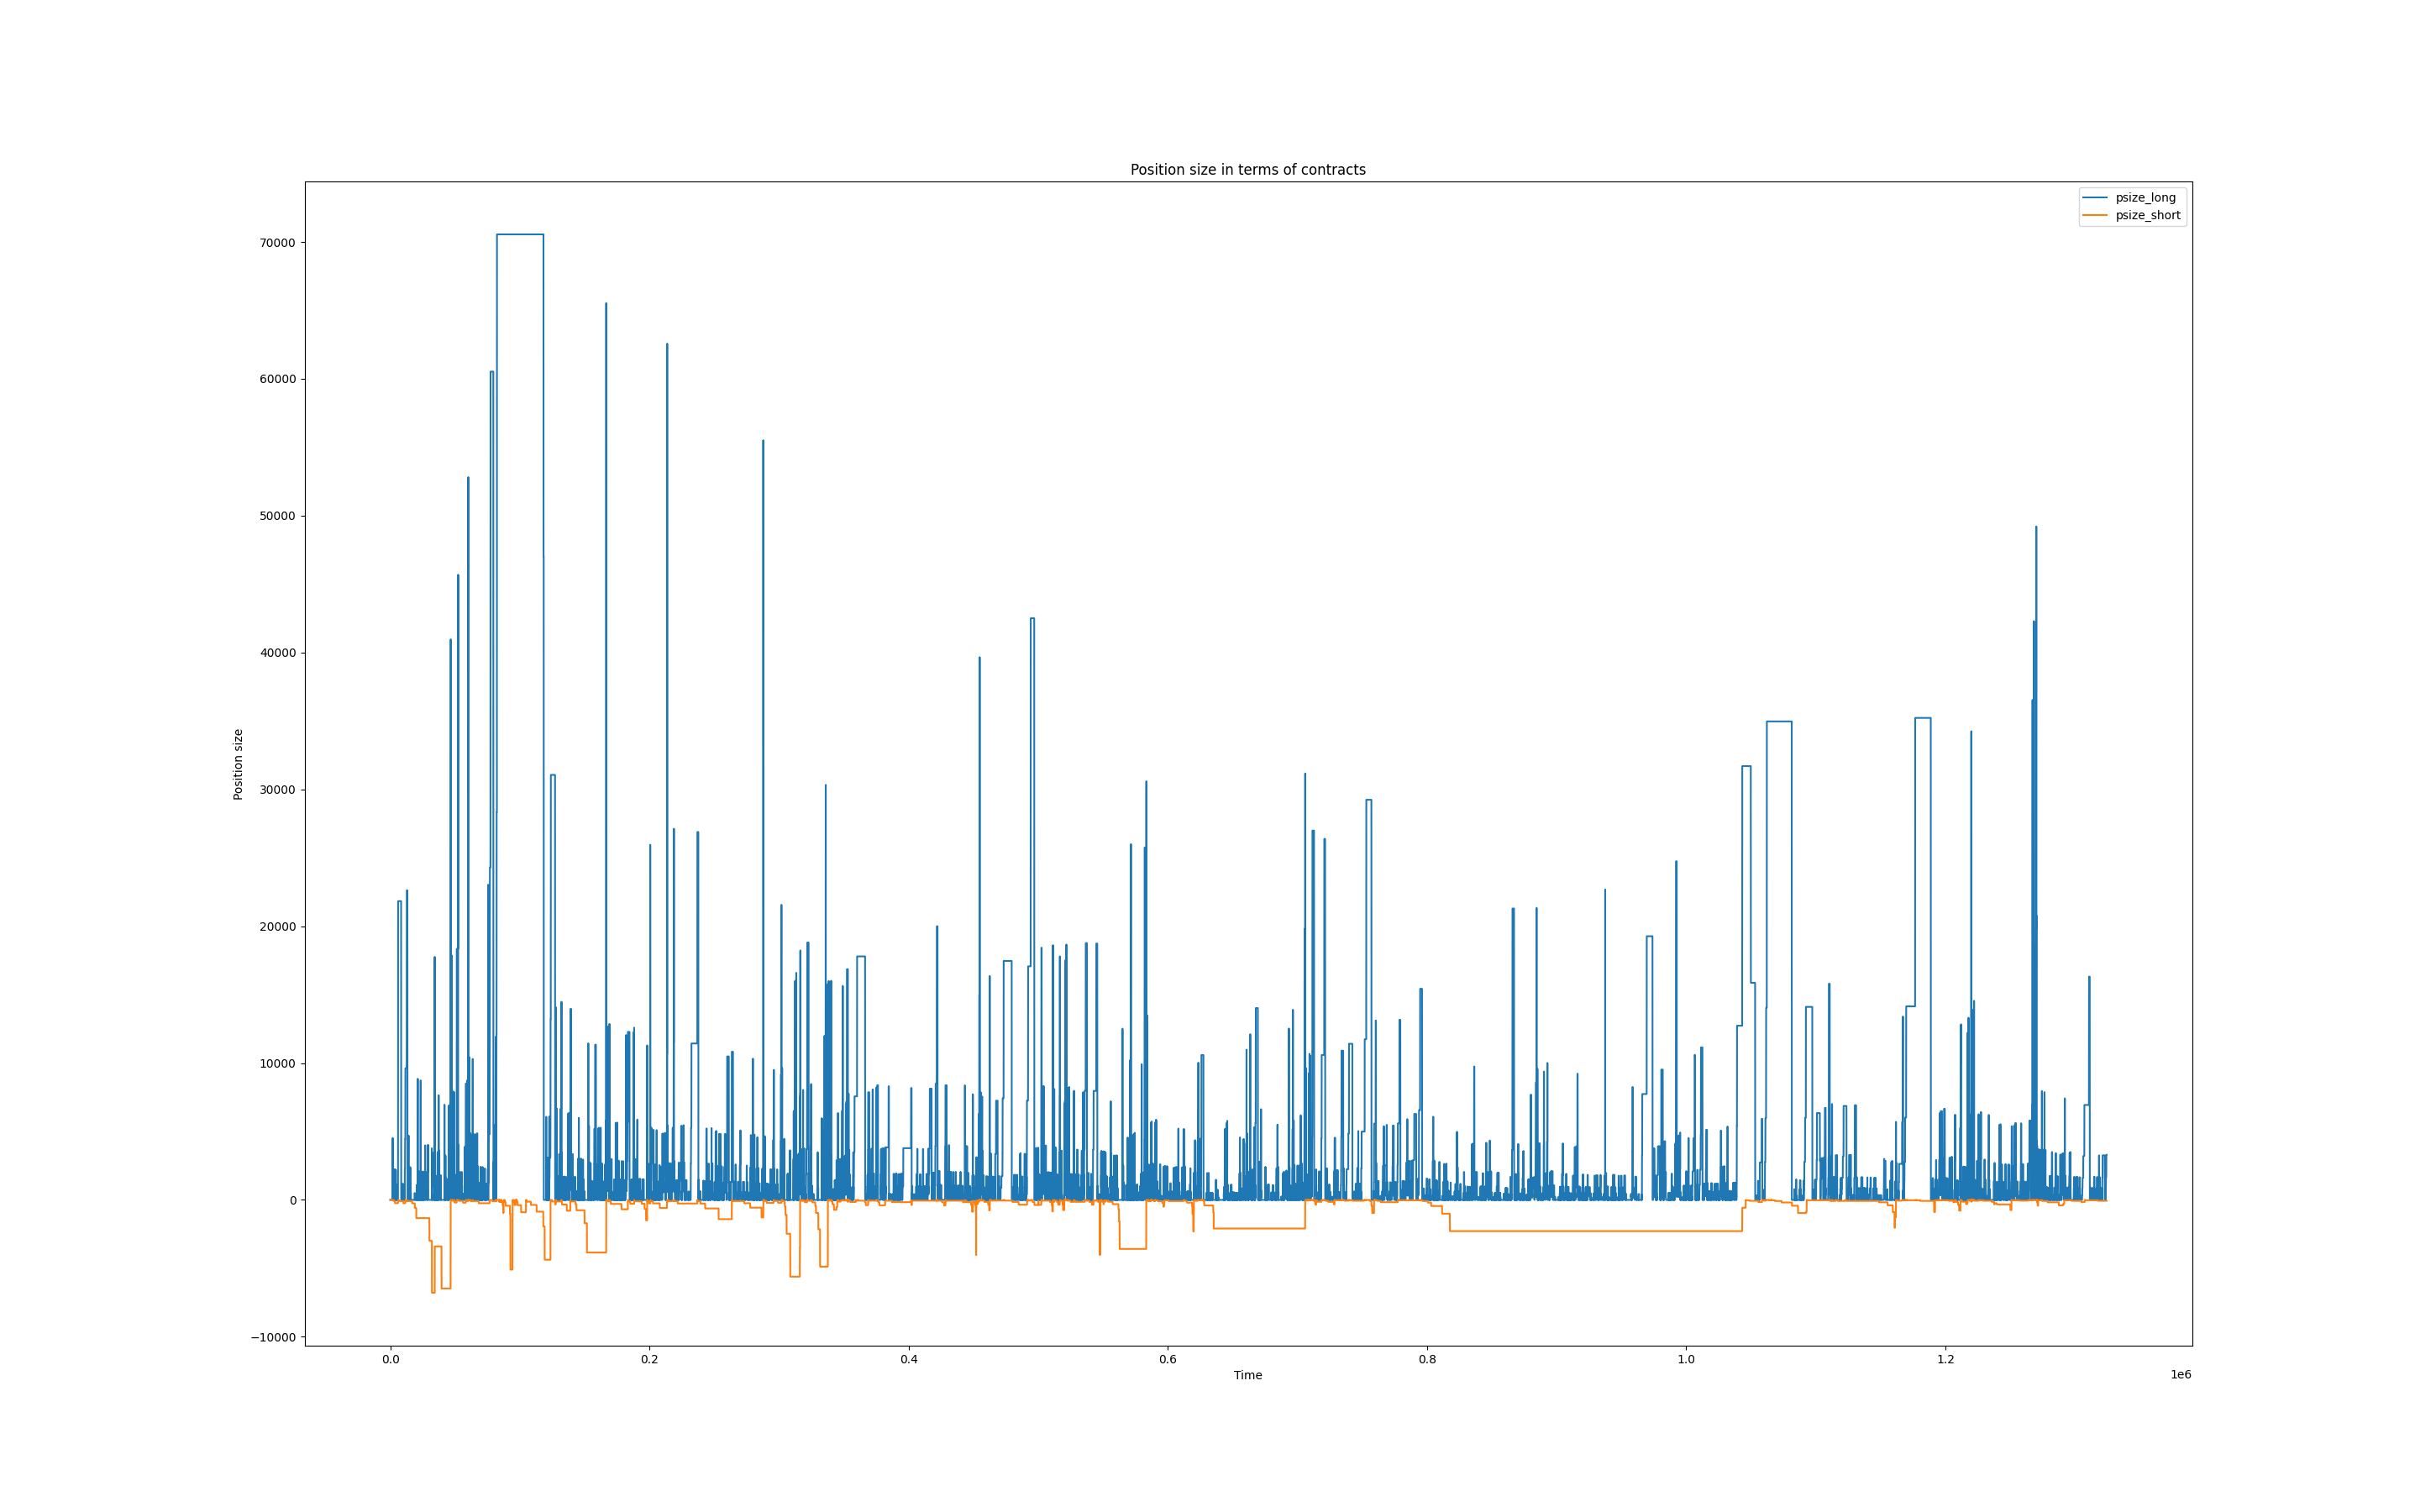 Position size in terms of contracts
psize_long
psize_short
70000
60000
50000
40000
30000
20000
10000
0
−10000
Position size
0.0 0.2 0.4 0.6 0.8 1.0 1.2
Time
1e6